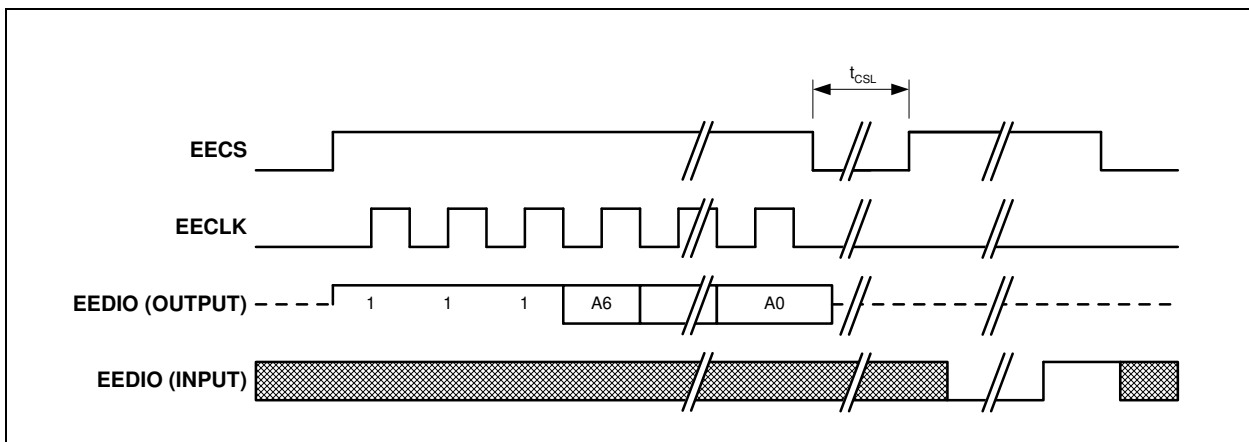 tCSL
EECS
EECLK
EEDIO (OUTPUT)
1 1 1 A6 A0
EEDIO (INPUT)